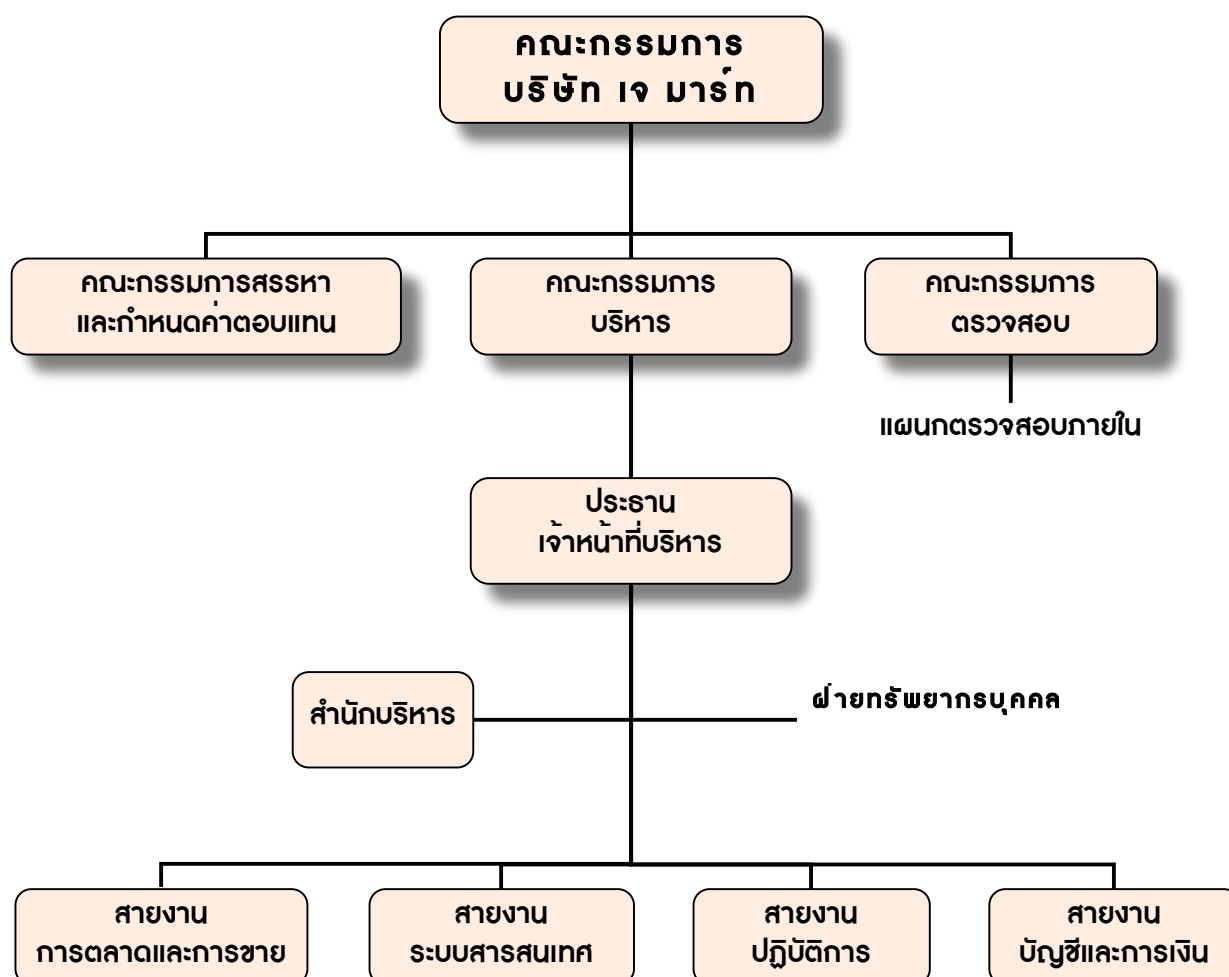 คณะกรรมการ
บริษัท เจ มาร์ท
คณะกรรมการสรรหา
และกำหนดค่าตอบแทน
คณะกรรมการ
บริหาร
คณะกรรมการ
ตรวจสอบ
แผนกตรวจสอบภายใน
ประธาน
เจ้าหน้าที่บริหาร
สำนักบริหาร
ฝ่ายทรัพยากรบุคคล
สายงาน
การตลาดและการขาย
สายงาน
ระบบสารสนเทศ
สายงาน
ปฏิบัติการ
สายงาน
บัญชีและการเงิน